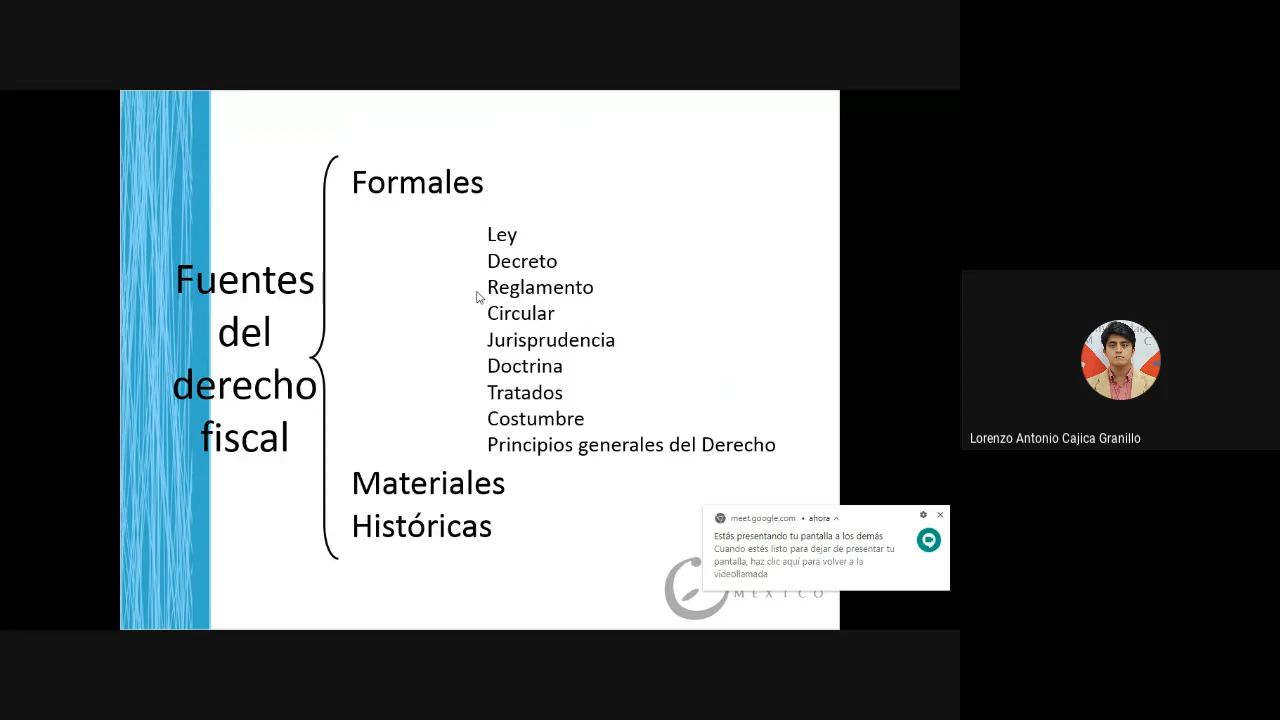 Formales
Ley
Decreto
Reglamento
Circular
Jurisprudencia
Doctrina
Tratados
Costumbre
Principios generales del Derecho
Fuentes
del
derecho
fiscal
Materiales
Históricas
meet.google.com • ahora
Estás presentando tu pantalla a los demás
Cuando estés listo para dejar de presentar tu
pantalla, haz clic aquí para volver a la
videollamada
MÉXICO
Lorenzo Antonio Cajica Granillo